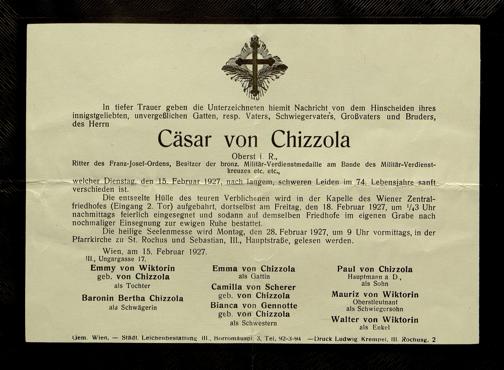 In tiefer Trauer geben die Unterzeichneten hiemit Nachricht von dem Hinscheiden ihres
innigstgeliebten, unvergeßlichen Gatten, resp. Vaters, Schwiegervaters, Großvaters und Bruders,
des Herrn
Cäsar von Chizzola
Oberst i. R.,
Ritter des Franz-Josef-Ordens, Besitzer der bronz. Militär-Verdienstmedaille am Bande des Militär-Verdienst-
kreuzes etc. etc.,
welcher Dienstag, den 15. Februar 1927, nach langem, schweren Leiden im 74. Lebensjahre sanft
verschieden ist.
Die entseelte Hülle des teuren Verblichenen wird in der Kapelle des Wiener Zentral-
friedhofes (Eingang 2. Tor) aufgebahrt, dortselbst am Freitag, den 18. Februar 1927, um 1/43 Uhr
nachmittags feierlich eingesegnet und sodann auf demselben Friedhofe im eigenen Grabe nach
nochmaliger Einsegnung zur ewigen Ruhe bestattet.
Die heilige Seelenmesse wird Montag, den 28. Februar 1927, um 9 Uhr vormittags, in der
Pfarrkirche zu St. Rochus und Sebastian, III., Hauptstraße, gelesen werden.
Wien, am 15. Februar 1927.
III., Ungargasse 17.
Emmy von Wiktorin
geb. von Chizzola
als Tochter
Baronin Bertha Chizzola
als Schwägerin
Emma von Chizzola
als Gattin
Camilla von Scherer
geb. von Chizzola
Bianca von Gennotte
geb. von Chizzola
als Schwestern
Paul von Chizzola
Hauptmann a. D.,
als Sohn
Mauriz von Wiktorin
Oberstleutnant
als Schwiegersohn
Walter von Wiktorin
als Enkel
Gem. Wien, — Städt. Leichenbestattung III., Borromäuspl. 3, Tel. 92-3-94 — Druck Ludwig Krempel, III. Rochusg. 2